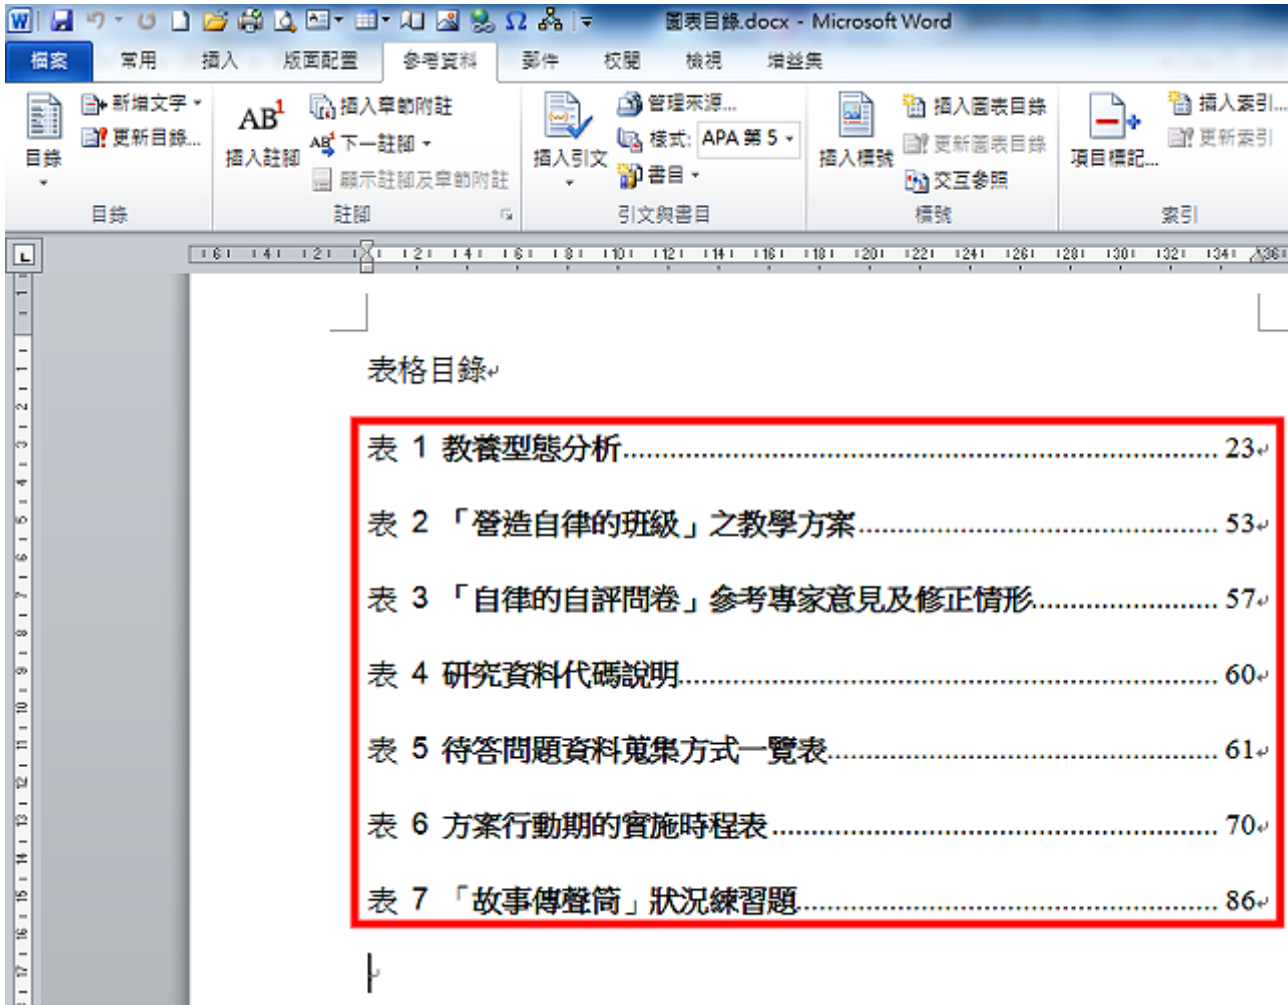 圖表目錄.docx - Microsoft Word
檔案 常用 插入 版面配置 參考資料 郵件 校閱 檢視 增益集
目錄
新增文字
更新目錄...
目錄
AB1
插入註腳
插入章節附註
下一註腳
顯示註腳及章節附註
註腳
插入引文
管理來源...
樣式: APA 第 5
書目
引文與書目
插入標號
插入圖表目錄
更新圖表目錄
交互參照
標號
項目標記...
插入索引...
更新索引
索引
表格目錄
表 1 教養型態分析 23
表 2 「營造自律的班級」之教學方案 53
表 3 「自律的自評問卷」參考專家意見及修正情形 57
表 4 研究資料代碼說明 60
表 5 待答問題資料蒐集方式一覽表 61
表 6 方案行動期的實施時程表 70
表 7 「故事傳聲筒」狀況練習題 86